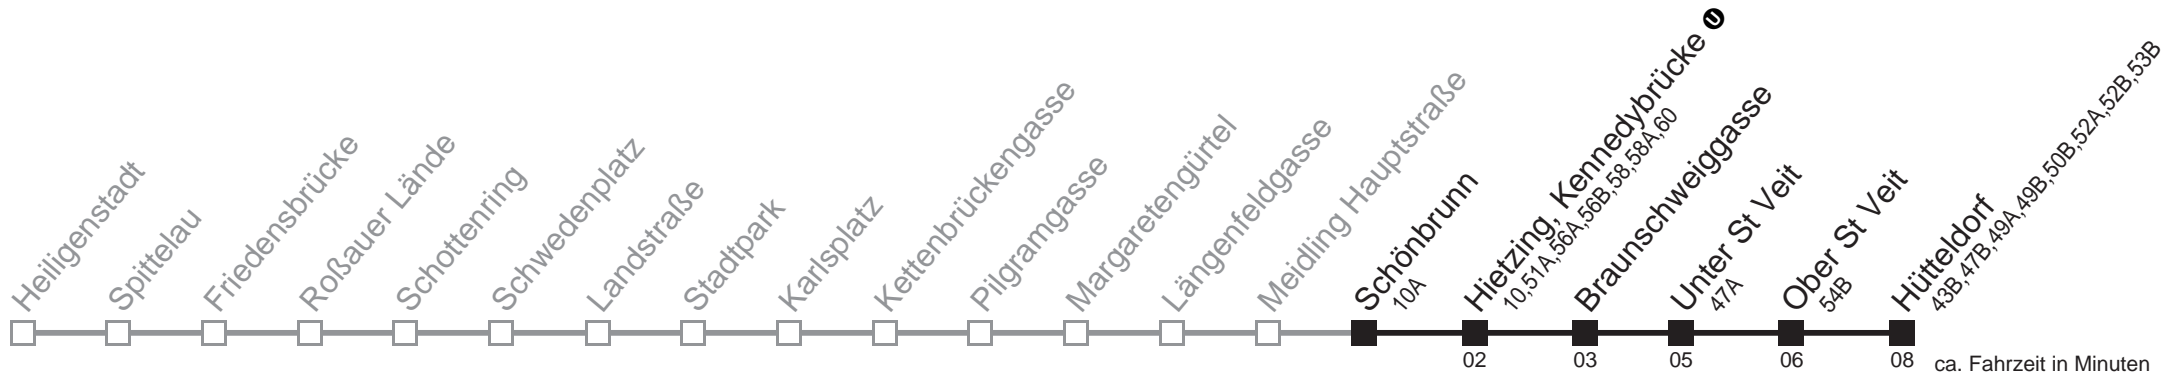 Heiligenstadt
Spittelau
Friedensbrücke
Roßauer Lände
Schottenring
Schwedenplatz
Landstraße
Stadtpark
Karlsplatz
Kettenbrückengasse
Pilgramgasse
Margaretengürtel
Längenfeldgasse
Meidling Hauptstraße
Schönbrunn
10A
Hietzing, Kennedybrücke U
10,51A,56A,56B,58,58A,60
Braunschweiggasse
Unter St Veit
47A
Ober St Veit
54B
Hütteldorf
43B,47B,49A,49B,50B,52A,52B,53B
02
03
05
06
08
ca. Fahrzeit in Minuten